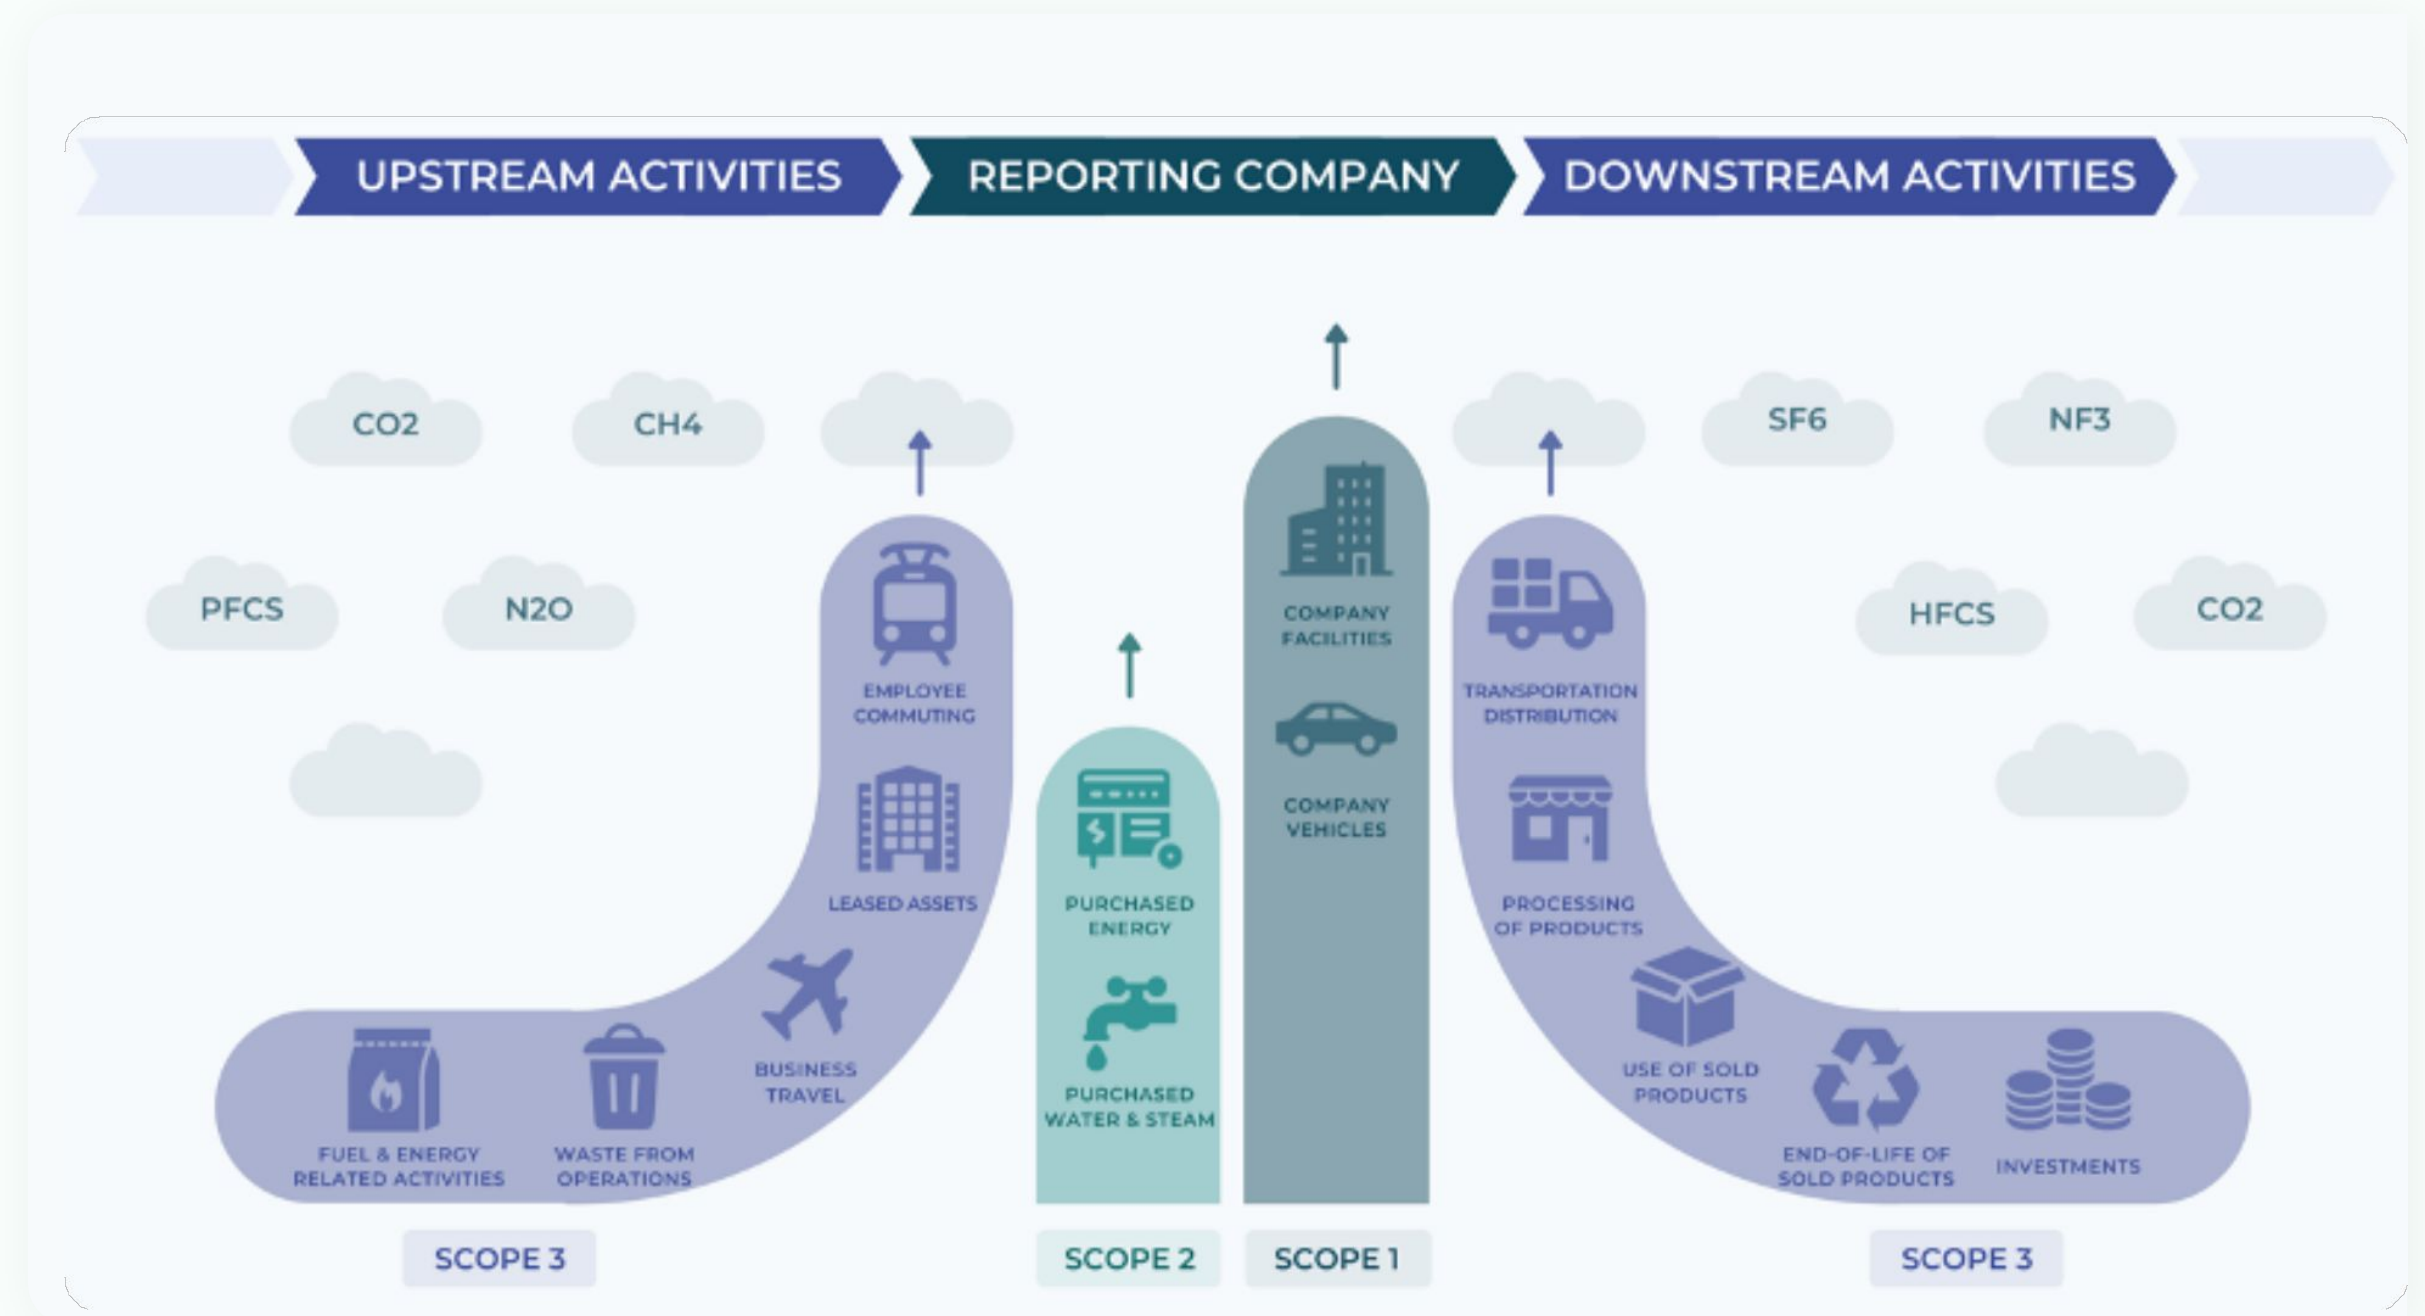 UPSTREAM ACTIVITIES
REPORTING COMPANY
DOWNSTREAM ACTIVITIES
CO2
CH4
SF6
NF3
PFCS
N2O
HFCS
CO2
EMPLOYEE
COMMUTING
LEASED ASSETS
BUSINESS
TRAVEL
WASTE FROM
OPERATIONS
FUEL & ENERGY
RELATED ACTIVITIES
SCOPE 3
PURCHASED
ENERGY
PURCHASED
WATER & STEAM
SCOPE 2
COMPANY
FACILITIES
COMPANY
VEHICLES
SCOPE 1
TRANSPORTATION
DISTRIBUTION
PROCESSING
OF PRODUCTS
USE OF SOLD
PRODUCTS
END-OF-LIFE OF
SOLD PRODUCTS
INVESTMENTS
SCOPE 3